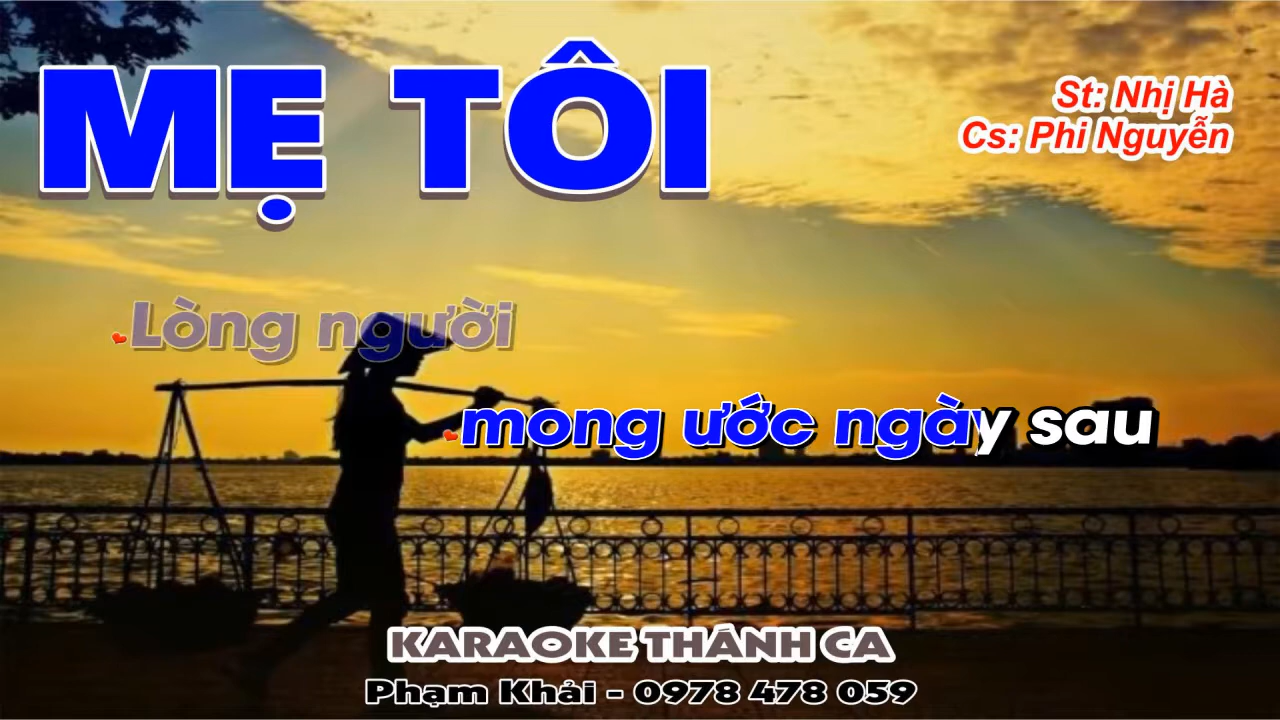 MẸ TÔI
St: Nhị Hà
Cs: Phi Nguyễn
Lòng người
mong ước ngày sau
KARAOKE THÁNH CA
Phạm Khải - 0978 478 059